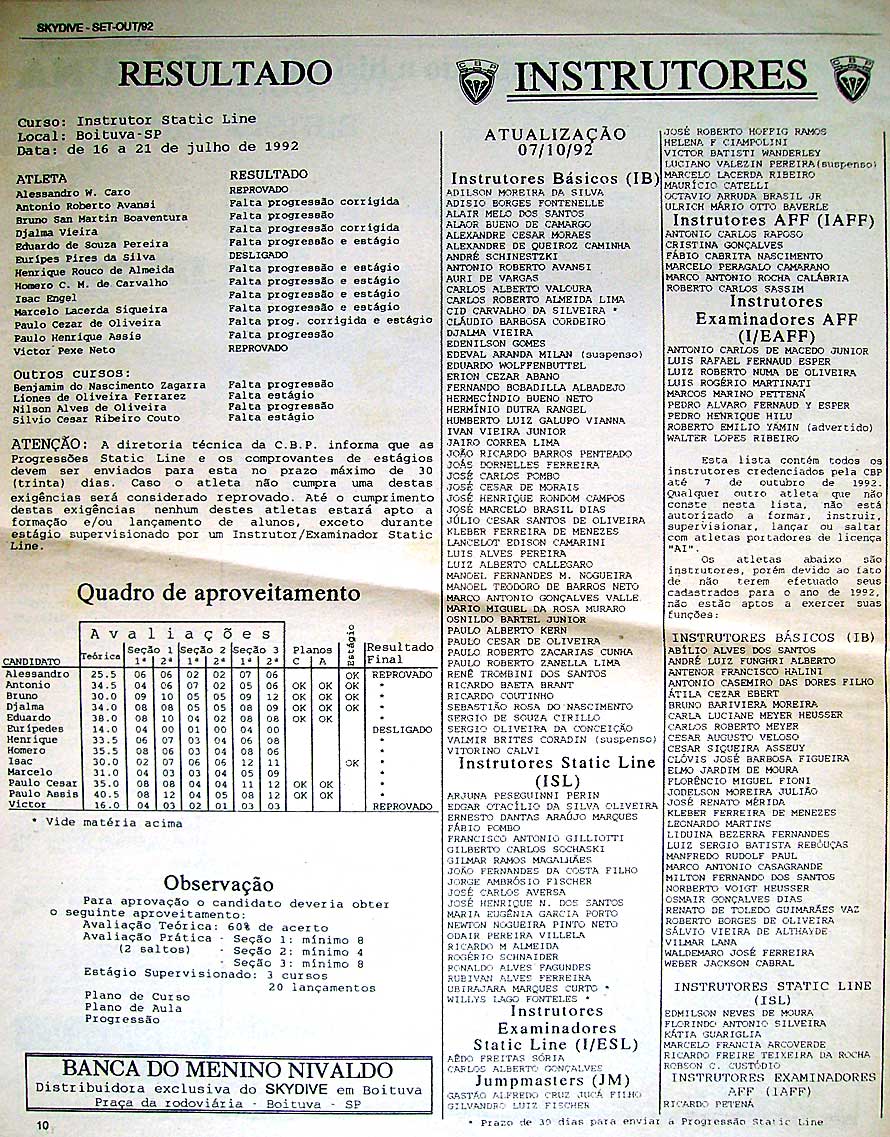 SKYDIVE - SET-OUT/92
RESULTADO
Curso: Instrutor Static Line
Local: Boituva-SP
Data: de 16 a 21 de julho de 1992
ATLETA RESULTADO
Alessandro W. Caro REPROVADO
Antonio Roberto Avansi Falta progressão corrigida
Bruno San Martin Boaventura Falta progressão
Djalma Vieira Falta progressão corrigida
Eduardo de Souza Pereira Falta progressão e estágio
Eurípes Pires da Silva DESLIGADO
Henrique Rouco de Almeida Falta progressão e estágio
Homero C. M. de Carvalho Falta progressão e estágio
Isac Engel Falta progressão
Marcelo Lacerda Siqueira Falta progressão e estágio
Paulo Cezar de Oliveira Falta prog. corrigida e estágio
Paulo Henrique Assis Falta progressão
Victor Pexe Neto REPROVADO
Outros cursos:
Benjamim do Nascimento Zagarra Falta progressão
Liones de Oliveira Ferrarez Falta estágio
Nilson Alves de Oliveira Falta progressão
Silvio Cesar Ribeiro Couto Falta estágio
ATENÇÃO: A diretoria técnica da C.B.P. informa que as
Progressões Static Line e os comprovantes de estágios
devem ser enviados para esta no prazo máximo de 30
(trinta) dias. Caso o atleta não cumpra uma destas
exigências será considerado reprovado. Até o cumprimento
destas exigências nenhum destes atletas estará apto a
formação e/ou lançamento de alunos, exceto durante
estágio supervisionado por um Instrutor/Examinador Static
Line.
Quadro de aproveitamento
Avaliações
CANDIDATO Teórica Seção 1 Seção 2 Seção 3 Planos Estágio Resultado Final
1ª 2ª 1ª 2ª 1ª 2ª C A
Alessandro 25.5 06 06 02 02 07 06 OK REPROVADO
Antonio 34.5 04 06 07 02 05 06 OK OK OK *
Bruno 30.0 09 10 05 05 09 12 OK OK OK *
Djalma 34.0 08 08 05 05 08 09 OK OK OK *
Eduardo 38.0 08 10 04 02 08 08 OK OK *
Eurípedes 14.0 04 00 01 00 04 00 DESLIGADO
Henrique 33.5 06 07 03 04 06 08 *
Homero 35.5 08 06 03 04 08 06 *
Isac 30.0 02 07 06 06 12 11 OK *
Marcelo 31.0 04 03 03 04 05 09 *
Paulo Cesar 35.0 08 08 04 04 11 12 OK OK *
Paulo Assis 40.5 08 12 04 05 08 12 OK OK *
Victor 16.0 04 03 02 01 03 03 REPROVADO
* Vide matéria acima
Observação
Para aprovação o candidato deveria obter
o seguinte aproveitamento:
Avaliação Teórica: 60% de acerto
Avaliação Prática - Seção 1: mínimo 8
(2 saltos) - Seção 2: mínimo 4
- Seção 3: mínimo 8
Estágio Supervisionado: 3 cursos
20 lançamentos
Plano de Curso
Plano de Aula
Progressão
BANCA DO MENINO NIVALDO
Distribuidora exclusiva do SKYDIVE em Boituva
Praça da rodoviária - Boituva - SP
10
CBP
INSTRUTORES
CBP
ATUALIZAÇÃO
07/10/92
Instrutores Básicos (IB)
ADILSON MOREIRA DA SILVA
ADISIO BORGES FONTENELLE
ALAIR MELO DOS SANTOS
ALAOR BUENO DE CAMARGO
ALEXANDRE CESAR MORAES
ALEXANDRE DE QUEIROZ CAMINHA
ANDRÉ SCHINESTZKI
ANTONIO ROBERTO AVANSI
AURI DE VARGAS
CARLOS ALBERTO VALOURA
CARLOS ROBERTO ALMEIDA LIMA
CID CARVALHO DA SILVEIRA *
CLÁUDIO BARBOSA CORDEIRO
DJALMA VIEIRA
EDENILSON GOMES
EDEVAL ARANDA MILAN (suspenso)
EDUARDO WOLFFENBUTTEL
ERION CEZAR ABANO
FERNANDO BOBADILLA ALBADEJO
HERMECÍNDIO BUENO NETO
HERMÍNIO DUTRA RANGEL
HUMBERTO LUIZ GALUPO VIANNA
IVAN VIEIRA JUNIOR
JAIRO CORREA LIMA
JOÃO RICARDO BARROS PENTEADO
JOÁS DORNELLES FERREIRA
JOSÉ CARLOS POMBO
JOSÉ CESAR DE MORAIS
JOSÉ HENRIQUE RONDOM CAMPOS
JOSÉ MARCELO BRASIL DIAS
JÚLIO CESAR SANTOS DE OLIVEIRA
KLEBER FERREIRA DE MENEZES
LANCELOT EDISON CAMARINI
LUIS ALVES PEREIRA
LUIZ ALBERTO CALLEGARO
MANOEL FERNANDES M. NOGUEIRA
MANOEL TEODORO DE BARROS NETO
MARCO ANTONIO GONÇALVES VALLE
MARIO MIGUEL DA ROSA MURARO
OSNILDO BARTEL JUNIOR
PAULO ALBERTO KERN
PAULO CESAR DE OLIVEIRA
PAULO ROBERTO ZACARIAS CUNHA
PAULO ROBERTO ZANELLA LIMA
RENÊ TROMBINI DOS SANTOS
RICARDO BAETA BRANT
RICARDO COUTINHO
SEBASTIÃO ROSA DO NASCIMENTO
SERGIO DE SOUZA CIRILLO
SERGIO OLIVEIRA DA CONCEIÇÃO
VALMIR BRITES CORADIN (suspenso)
VITORINO CALVI
Instrutores Static Line
(ISL)
ARJUNA PESEGUINNI PERIN
EDGAR OTACÍLIO DA SILVA OLIVEIRA
ERNESTO DANTAS ARAÚJO MARQUES
FÁBIO POMBO
FRANCISCO ANTONIO GILLIOTTI
GILBERTO CARLOS SOCHASKI
GILMAR RAMOS MAGALHÃES
JOÃO FERNANDES DA COSTA FILHO
JORGE AMBRÓSIO FISCHER
JOSÉ CARLOS AVERSA
JOSÉ HENRIQUE N. DOS SANTOS
MARIA EUGÊNIA GARCIA PORTO
NEWTON NOGUEIRA PINTO NETO
ODAIR PEREIRA VILLELA
RICARDO M ALMEIDA
ROGÉRIO SCHNAIDER
RONALDO ALVES FAGUNDES
RUBIVAN ALVES FERREIRA
UBIRAJARA MARQUES CURTO *
WILLYS LAGO FONTELES *
Instrutores
Examinadores
Static Line (I/ESL)
AÊDO FREITAS SÓRIA
CARLOS ALBERTO GONÇALVES
Jumpmasters (JM)
GASTÃO ALFREDO CRUZ JUCÁ FILHO
GILVANDRO LUIZ FISCHER
JOSÉ ROBERTO HOFFIG RAMOS
HELENA F CIAMPOLINI
VICTOR BATISTI WANDERLEY
LUCIANO VALEZIN PEREIRA(suspenso)
MARCELO LACERDA RIBEIRO
MAURÍCIO CATELLI
OCTAVIO ARRUDA BRASIL JR
ULRICH MÁRIO OTTO BAVERLE
Instrutores AFF (IAFF)
ANTONIO CARLOS RAPOSO
CRISTINA GONÇALVES
FÁBIO CABRITA NASCIMENTO
MARCELO PERAGALO CAMARANO
MARCO ANTONIO ROCHA CALÁBRIA
ROBERTO CARLOS SASSIM
Instrutores
Examinadores AFF
(I/EAFF)
ANTONIO CARLOS DE MACEDO JUNIOR
LUIS RAFAEL FERNAUD ESPER
LUIZ ROBERTO NUMA DE OLIVEIRA
LUIS ROGÉRIO MARTINATI
MARCOS MARINO PETTENÁ
PEDRO ALVARO FERNAUD Y ESPER
PEDRO HENRIQUE HILU
ROBERTO EMILIO YÁMIN (advertido)
WALTER LOPES RIBEIRO
Esta lista contém todos os
instrutores credenciados pela CBP
até 7 de outubro de 1992.
Qualquer outro atleta que não
conste nesta lista, não está
autorizado a formar, instruir,
supervisionar, lançar ou saltar
com atletas portadores de licença
"AI".
Os atletas abaixo são
instrutores, porém devido ao fato
de não terem efetuado seus
cadastrados para o ano de 1992,
não estão aptos a exercer suas
funções:
INSTRUTORES BÁSICOS (IB)
ABÍLIO ALVES DOS SANTOS
ANDRÉ LUIZ FUNGHRI ALBERTO
ANTENOR FRANCISCO HALINI
ANTONIO CASEMIRO DAS DORES FILHO
ÁTILA CEZAR EBERT
BRUNO BARIVIERA MOREIRA
CARLA LUCIANE MEYER HEUSSER
CARLOS ROBERTO MEYER
CESAR AUGUSTO VELOSO
CESAR SIQUEIRA ASSEUY
CLÓVIS JOSÉ BARBOSA FIGUEIRA
ELMO JARDIM DE MOURA
FLORÊNCIO MIGUEL FIONI
JODELSON MOREIRA JULIÃO
JOSÉ RENATO MÉRIDA
KLEBER FERREIRA DE MENEZES
LEONARDO MARTINS
LIDUINA BEZERRA FERNANDES
LUIZ SERGIO BATISTA REBOUÇAS
MANFREDO RUDOLF PAUL
MARCO ANTONIO CASAGRANDE
MILTON FERNANDO DOS SANTOS
NORBERTO VOIGT HEUSSER
OSMAIR GONÇALVES DIAS
RENATO DE TOLEDO GUIMARÃES VAZ
ROBERTO BORGES DE OLIVEIRA
SÁLVIO VIEIRA DE ALTHAYDE
VILMAR LANA
WALDEMARO JOSÉ FERREIRA
WEBER JACKSON CABRAL
INSTRUTORES STATIC LINE
(ISL)
EDMILSON NEVES DE MOURA
FLORINDO ANTONIO SILVEIRA
KÁTIA GUARIGLIA
MARCELO FRANCIA ARCOVERDE
RICARDO FREIRE TEIXEIRA DA ROCHA
ROBSON C. CUSTÓDIO
INSTRUTORES EXAMINADORES
AFF (IAFF)
RICARDO PETENÁ
* Prazo de 30 dias para enviar a Progressão Static Line